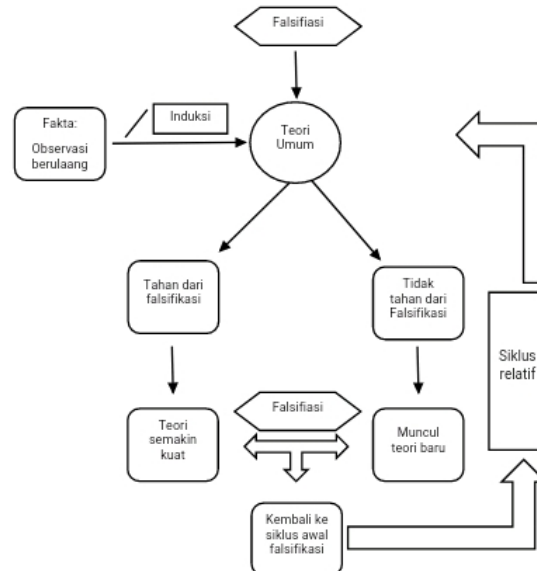 Falsifiasi
Fakta:
Observasi
berulaang
Induksi
Teori
Umum
Tahan dari
falsifikasi
Tidak
tahan dari
Falsifikasi
Siklus
relatif
Teori
semakin
kuat
Falsifiasi
Muncul
teori baru
Kembali ke
siklus awal
falsifikasi